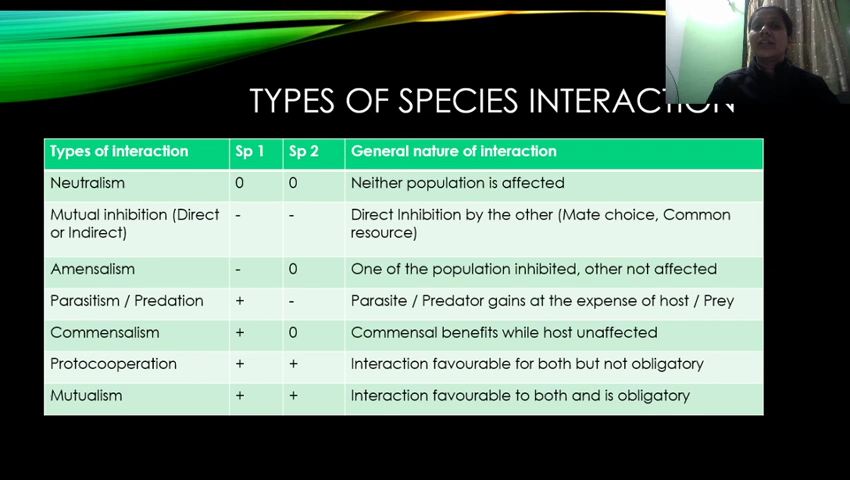 TYPES OF SPECIES INTERACTION
Types of interaction Sp 1 Sp 2 General nature of interaction
Neutralism 0 0 Neither population is affected
Mutual inhibition (Direct - - Direct Inhibition by the other (Mate choice, Common
or Indirect) resource)
Amensalism - 0 One of the population inhibited, other not affected
Parasitism / Predation + - Parasite / Predator gains at the expense of host / Prey
Commensalism + 0 Commensal benefits while host unaffected
Protocooperation + + Interaction favourable for both but not obligatory
Mutualism + + Interaction favourable to both and is obligatory